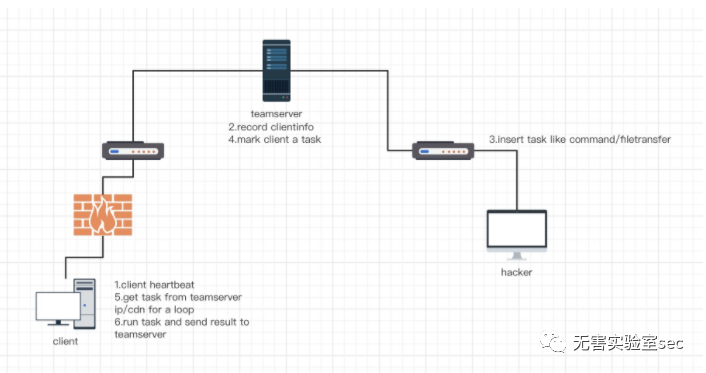 teamserver
2.record clientinfo
4.mark client a task
3.insert task like command/filetransfer
hacker
1.client heartbeat
5.get task from teamserver
ip/cdn for a loop
6.run task and send result to
teamserver
client
无害实验室sec